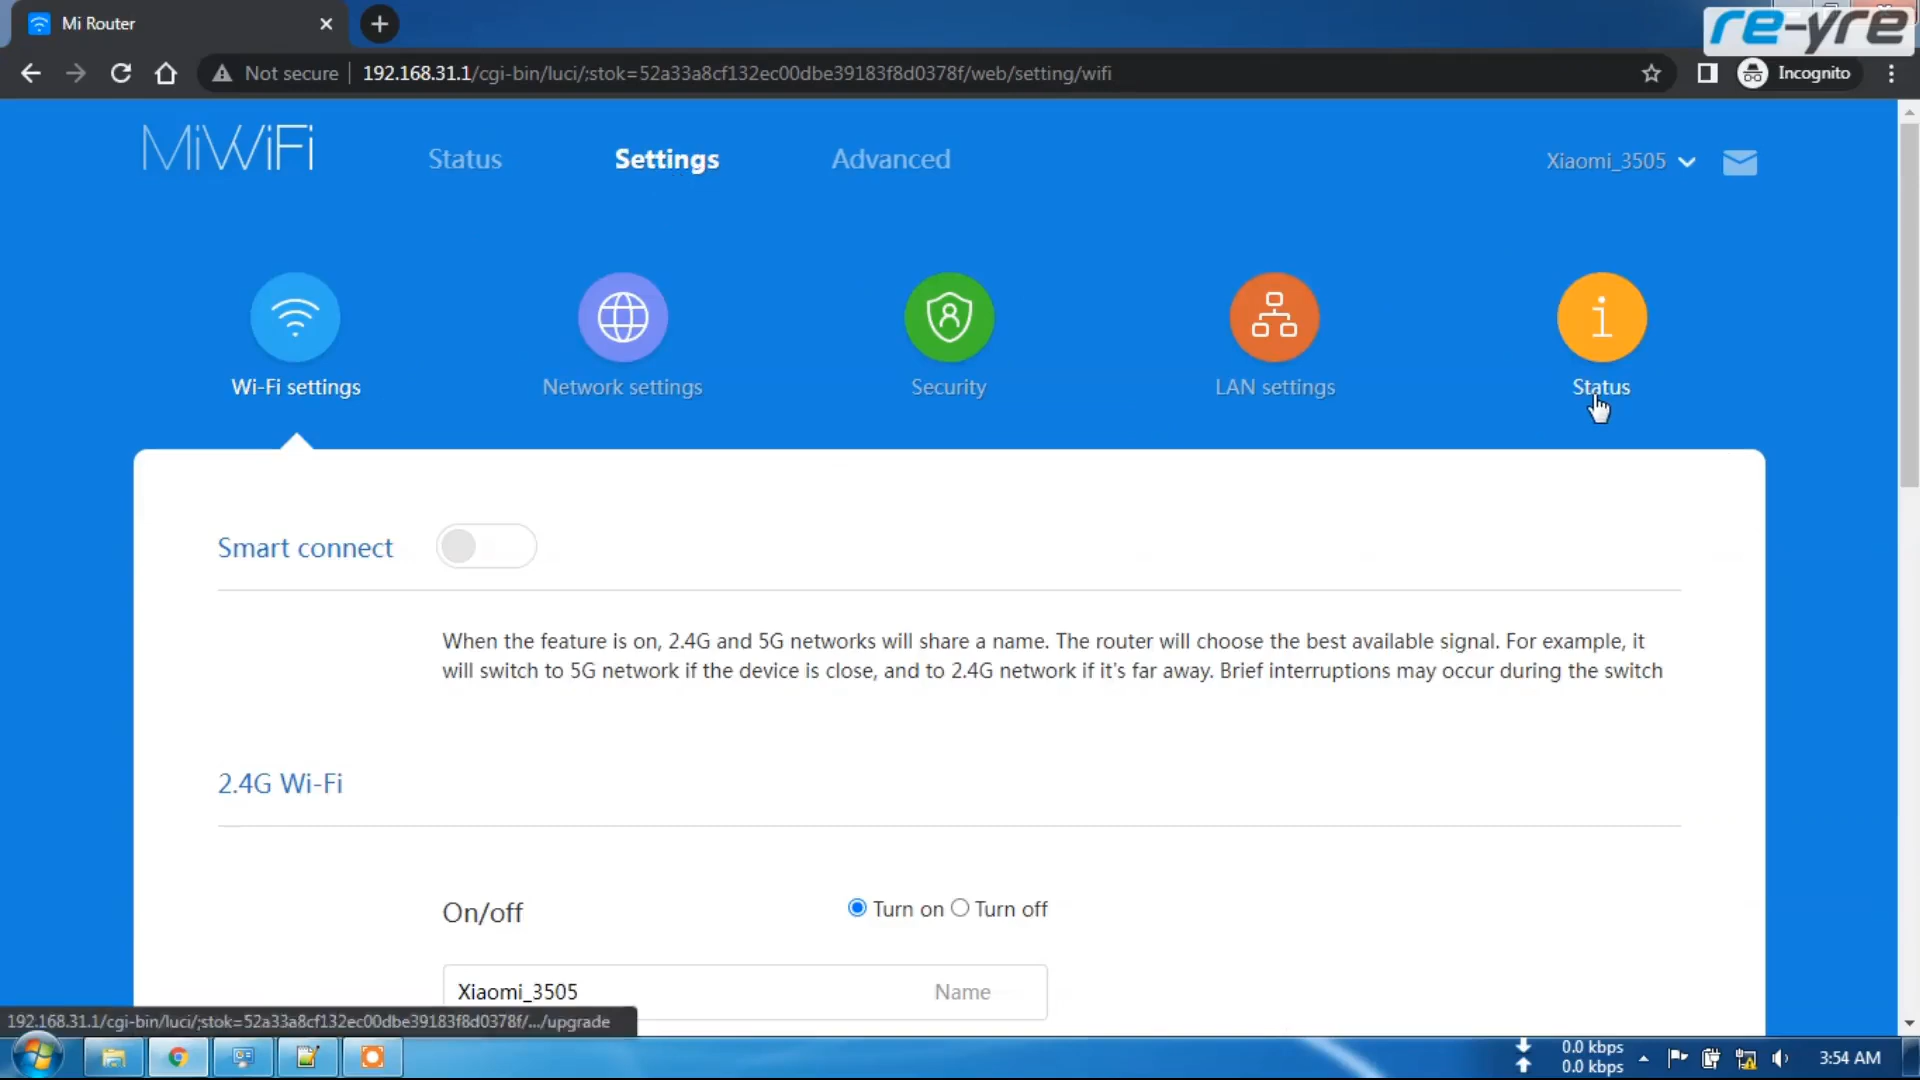 Mi Router
re-yre
Not secure
192.168.31.1/cgi-bin/luci/;stok=52a33a8cf132ec00dbe39183f8d0378f/web/setting/wifi
Incognito
MiWiFi
Status
Settings
Advanced
Xiaomi_3505
Wi-Fi settings
Network settings
Security
LAN settings
Status
Smart connect
When the feature is on, 2.4G and 5G networks will share a name. The router will choose the best available signal. For example, it
will switch to 5G network if the device is close, and to 2.4G network if it's far away. Brief interruptions may occur during the switch
2.4G Wi-Fi
On/off
Turn on
Turn off
Xiaomi_3505
Name
192.168.31.1/cgi-bin/luci/;stok=52a33a8cf132ec00dbe39183f8d0378f/.../upgrade
0.0 kbps
0.0 kbps
3:54 AM